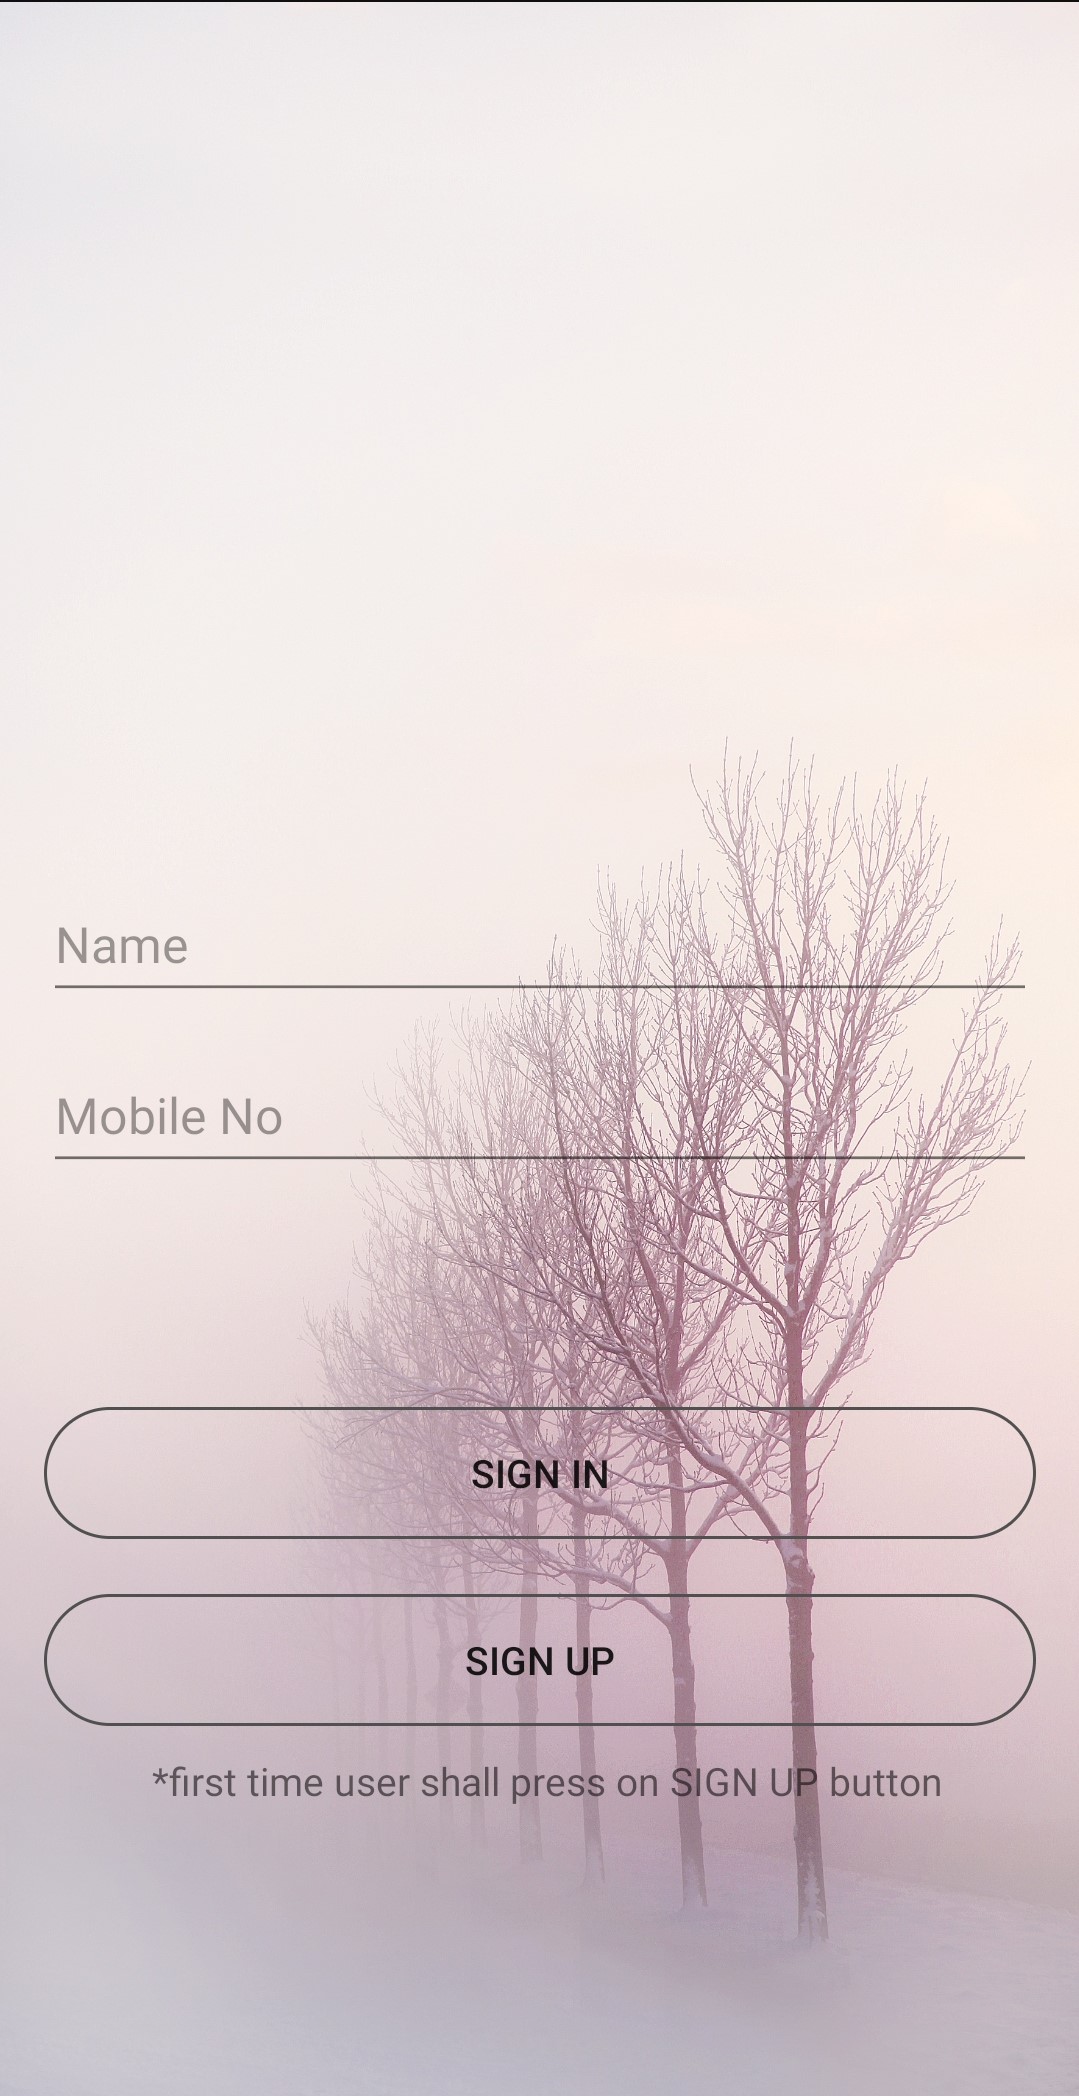 Name
Mobile No
SIGN IN
SIGN UP
*first time user shall press on SIGN UP button